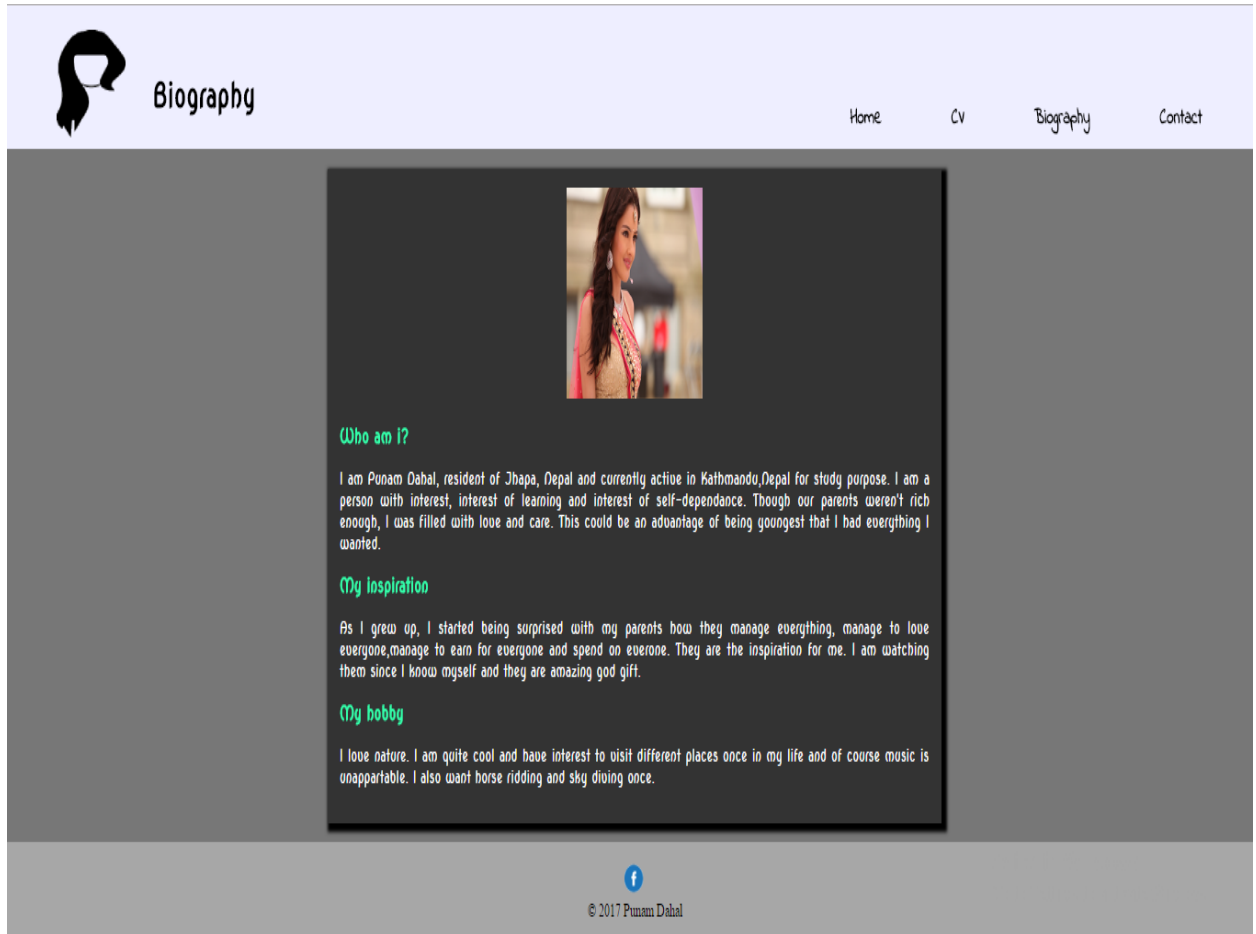 Biography
Home Cv Biography Contact
Who am i?
I am Punam Dahal, resident of Jhapa, Nepal and currently active in Kathmandu,Nepal for study purpose. I am a
person with interest, interest of learning and interest of self-dependance. Though our parents weren't rich
enough, I was filled with love and care. This could be an advantage of being youngest that I had everything I
wanted.
My inspiration
As I grew up, I started being surprised with my parents how they manage everything, manage to love
everyone,manage to earn for everyone and spend on everone. They are the inspiration for me. I am watching
them since I know myself and they are amazing god gift.
My hobby
I love nature. I am quite cool and have interest to visit different places once in my life and of course music is
unappartable. I also want horse ridding and sky diving once.
f
© 2017 Punam Dahal